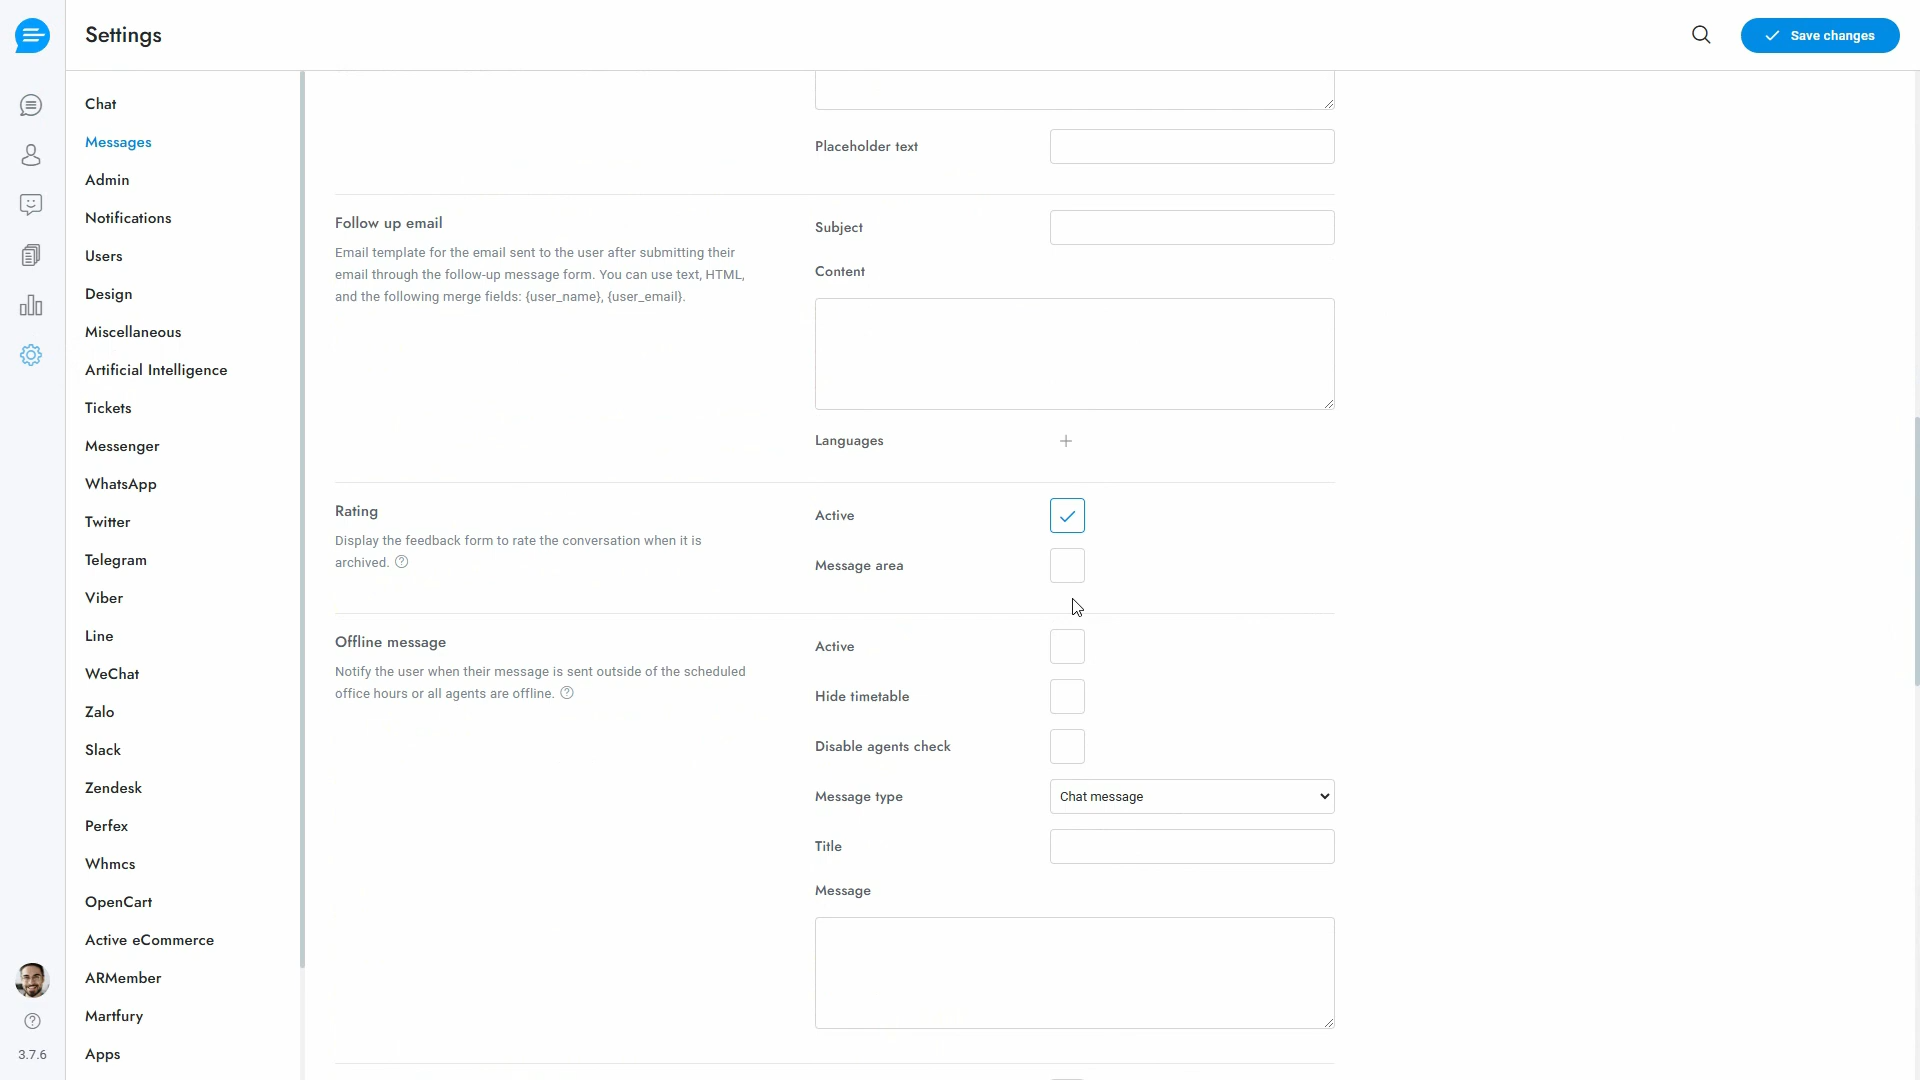 Settings
Save changes
Chat
Messages
Admin
Notifications
Users
Design
Miscellaneous
Artificial Intelligence
Tickets
Messenger
WhatsApp
Twitter
Telegram
Viber
Line
WeChat
Zalo
Slack
Zendesk
Perfex
Whmcs
OpenCart
Active eCommerce
ARMember
Martfury
Apps
3.7.6
Placeholder text
Follow up email
Email template for the email sent to the user after submitting their
email through the follow-up message form. You can use text, HTML,
and the following merge fields: {user_name}, {user_email}.
Subject
Content
Languages
Rating
Display the feedback form to rate the conversation when it is
archived.
Active
Message area
Offline message
Notify the user when their message is sent outside of the scheduled
office hours or all agents are offline.
Active
Hide timetable
Disable agents check
Message type
Chat message
Title
Message